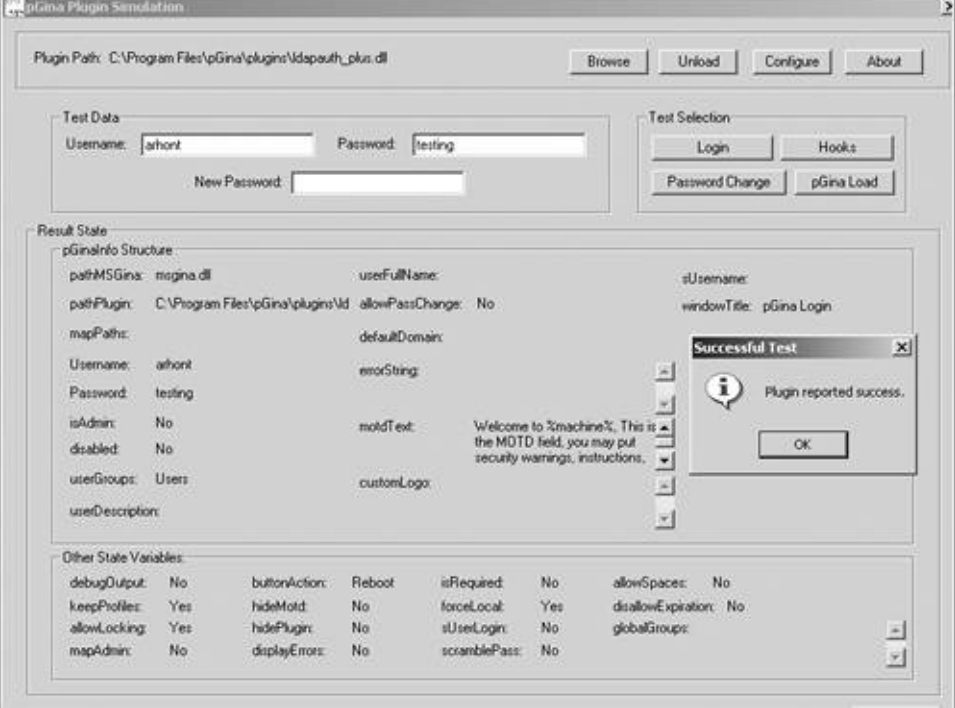 pGina Plugin Simulation
Plugin Path: C:\Program Files\pGina\plugins\ldapauth_plus.dll
Browse Unload Configure About
Test Data
Username: arhont Password: testing
New Password:
Test Selection
Login Hooks
Password Change pGina Load
Result State
pGinaInfo Structure
pathMSGina: msgina.dll userFullName: sUsername:
pathPlugin: C:\Program Files\pGina\plugins\ld allowPassChange: No windowTitle: pGina Login
mapPaths: defaultDomain:
Username: arhont errorString:
Password: testing
isAdmin: No motdText: Welcome to %machine%, This is
the MOTD field, you may put
security warnings, instructions,
disabled: No
userGroups: Users customLogo:
userDescription:
Successful Test
Plugin reported success.
OK
Other State Variables:
debugOutput: No buttonAction: Reboot isRequired: No allowSpaces: No
keepProfiles: Yes hideMotd: No forceLocal: Yes disallowExpiration: No
allowLocking: Yes hidePlugin: No sUserLogin: No globalGroups:
mapAdmin: No displayErrors: No scramblePass: No